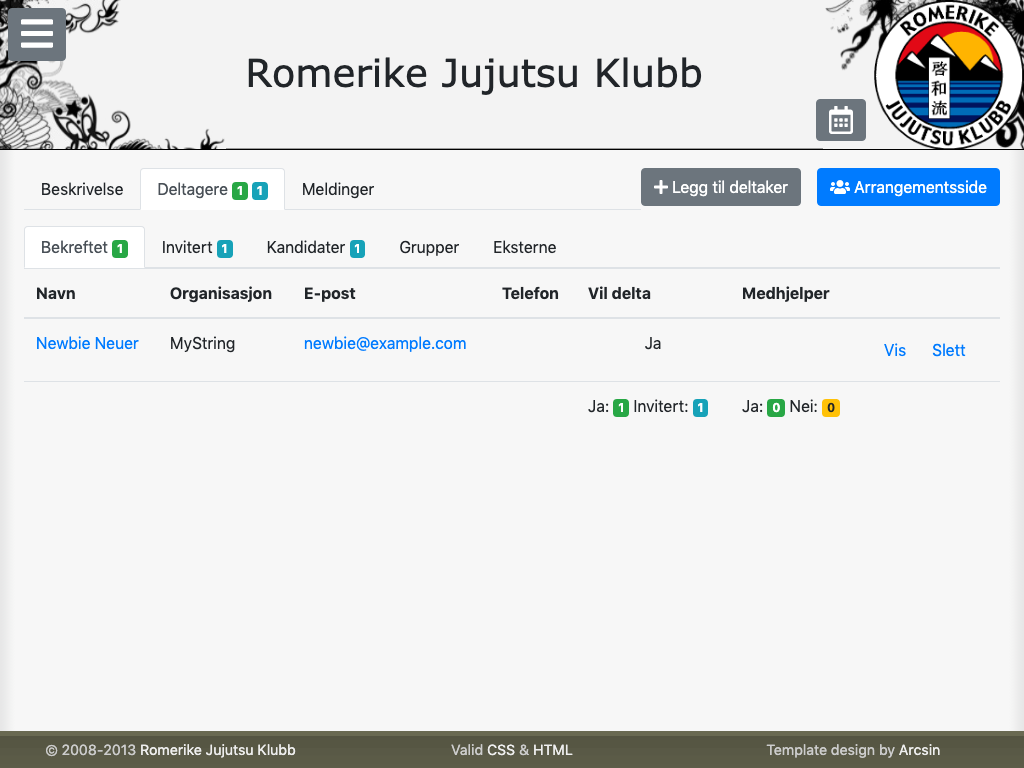 Romerike Jujutsu Klubb
ROMERIKE
啓和流
JUJUTSU KLUBB
Beskrivelse Deltagere 1 1 Meldinger Legg til deltaker Arrangementsside
Bekreftet 1 Invitert 1 Kandidater 1 Grupper Eksterne
Navn Organisasjon E-post Telefon Vil delta Medhjelper
Newbie Neuer MyString newbie@example.com Ja Vis Slett
Ja: 1 Invitert: 1 Ja: 0 Nei: 0
© 2008-2013 Romerike Jujutsu Klubb Valid CSS & HTML Template design by Arcsin